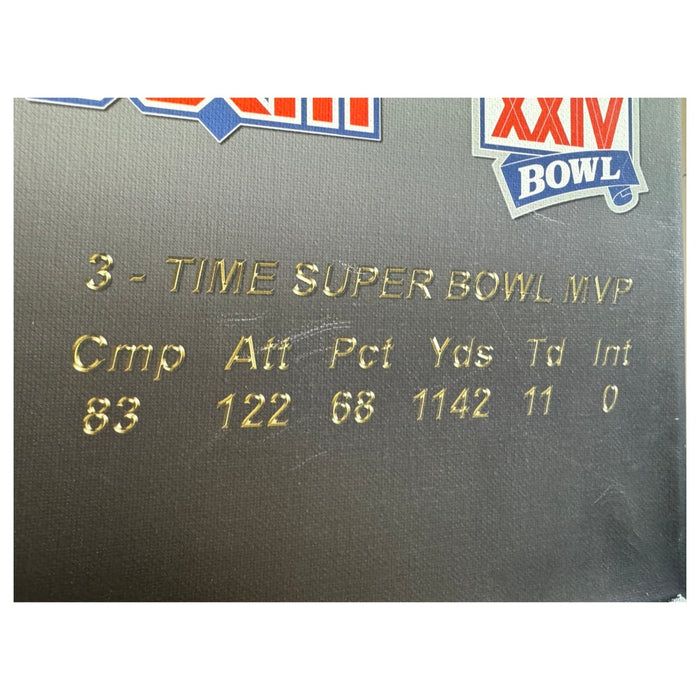 XXIV
BOWL
3 - TIME SUPER BOWL MVP
Cmp Att Pct Yds Td Int
83 122 68 1142 11 0